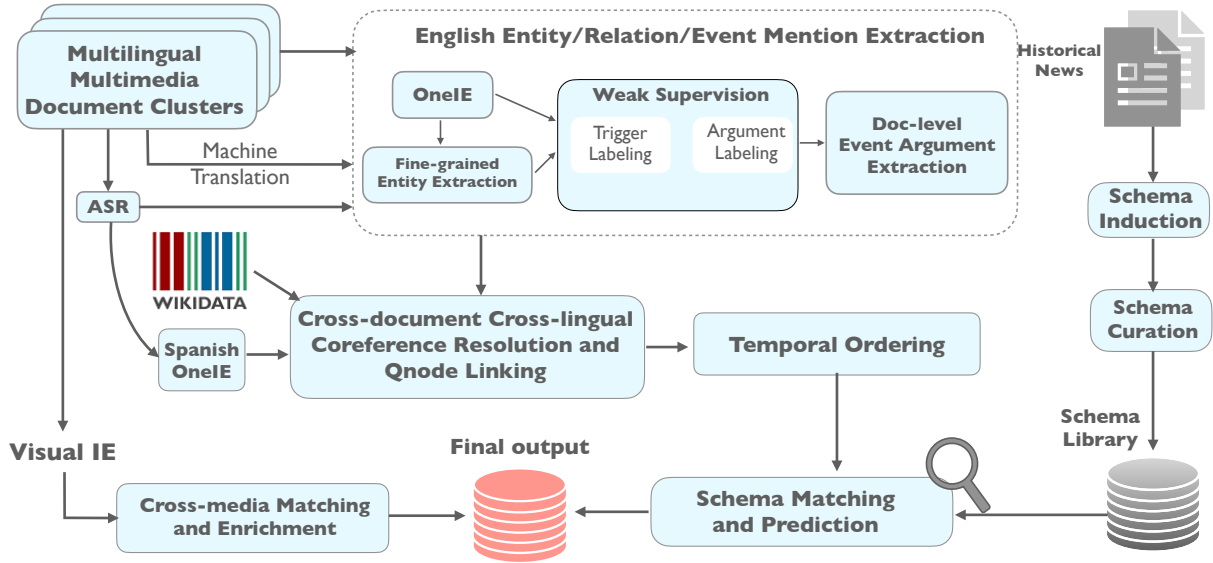 Multilingual
Multimedia
Document Clusters
English Entity/Relation/Event Mention Extraction
Historical
News
OneIE
Fine-grained
Entity Extraction
Weak Supervision
Trigger
Labeling
Argument
Labeling
Doc-level
Event Argument
Extraction
Machine
Translation
ASR
WIKIDATA
Spanish
OneIE
Cross-document Cross-lingual
Coreference Resolution and
Qnode Linking
Temporal Ordering
Schema
Induction
Schema
Curation
Schema
Library
Visual IE
Cross-media Matching
and Enrichment
Final output
Schema Matching
and Prediction